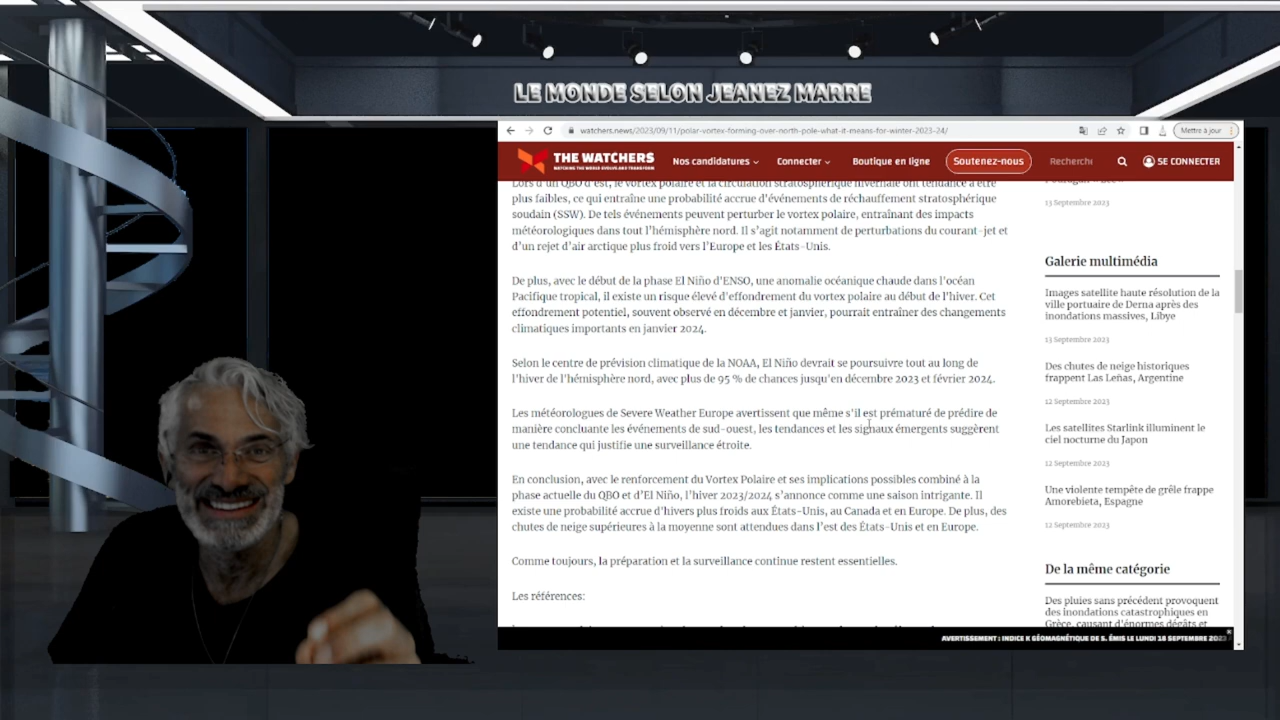 LE MONDE SELON JEANEZ MARRE
watchers.news/2023/09/11/polar-vortex-forming-over-north-pole-what-it-means-for-winter-2023-24/
Mettre à jour
THE WATCHERS
WATCHING THE WORLD EVOLVE AND TRANSFORM
Nos candidatures
Connecter
Boutique en ligne
Soutenez-nous
Recherche
SE CONNECTER
Lors d'un QBO d'est, le vortex polaire et la circulation stratosphérique hivernale ont tendance à être
plus faibles, ce qui entraîne une probabilité accrue d'événements de réchauffement stratosphérique
soudain (SSW). De tels événements peuvent perturber le vortex polaire, entraînant des impacts
météorologiques dans tout l'hémisphère nord. Il s'agit notamment de perturbations du courant-jet et
d'un rejet d'air arctique plus froid vers l'Europe et les États-Unis.
De plus, avec le début de la phase El Niño d'ENSO, une anomalie océanique chaude dans l'océan
Pacifique tropical, il existe un risque élevé d'effondrement du vortex polaire au début de l'hiver. Cet
effondrement potentiel, souvent observé en décembre et janvier, pourrait entraîner des changements
climatiques importants en janvier 2024.
Selon le centre de prévision climatique de la NOAA, El Niño devrait se poursuivre tout au long de
l'hiver de l'hémisphère nord, avec plus de 95 % de chances jusqu'en décembre 2023 et février 2024.
Les météorologues de Severe Weather Europe avertissent que même s'il est prématuré de prédire de
manière concluante les événements de sud-ouest, les tendances et les signaux émergents suggèrent
une tendance qui justifie une surveillance étroite.
En conclusion, avec le renforcement du Vortex Polaire et ses implications possibles combiné à la
phase actuelle du QBO et d'El Niño, l'hiver 2023/2024 s'annonce comme une saison intrigante. Il
existe une probabilité accrue d'hivers plus froids aux États-Unis, au Canada et en Europe. De plus, des
chutes de neige supérieures à la moyenne sont attendues dans l'est des États-Unis et en Europe.
Comme toujours, la préparation et la surveillance continue restent essentielles.
Les références:
13 Septembre 2023
Galerie multimédia
Images satellite haute résolution de la
ville portuaire de Derna après des
inondations massives, Libye
13 Septembre 2023
Des chutes de neige historiques
frappent Las Leñas, Argentine
12 Septembre 2023
Les satellites Starlink illuminent le
ciel nocturne du Japon
12 Septembre 2023
Une violente tempête de grêle frappe
Amorebieta, Espagne
12 Septembre 2023
De la même catégorie
Des pluies sans précédent provoquent
des inondations catastrophiques en
Grèce, causant d'énormes dégâts et
AVERTISSEMENT : INDICE K GÉOMAGNÉTIQUE DE 5. ÉMIS LE LUNDI 18 SEPTEMBRE 2023